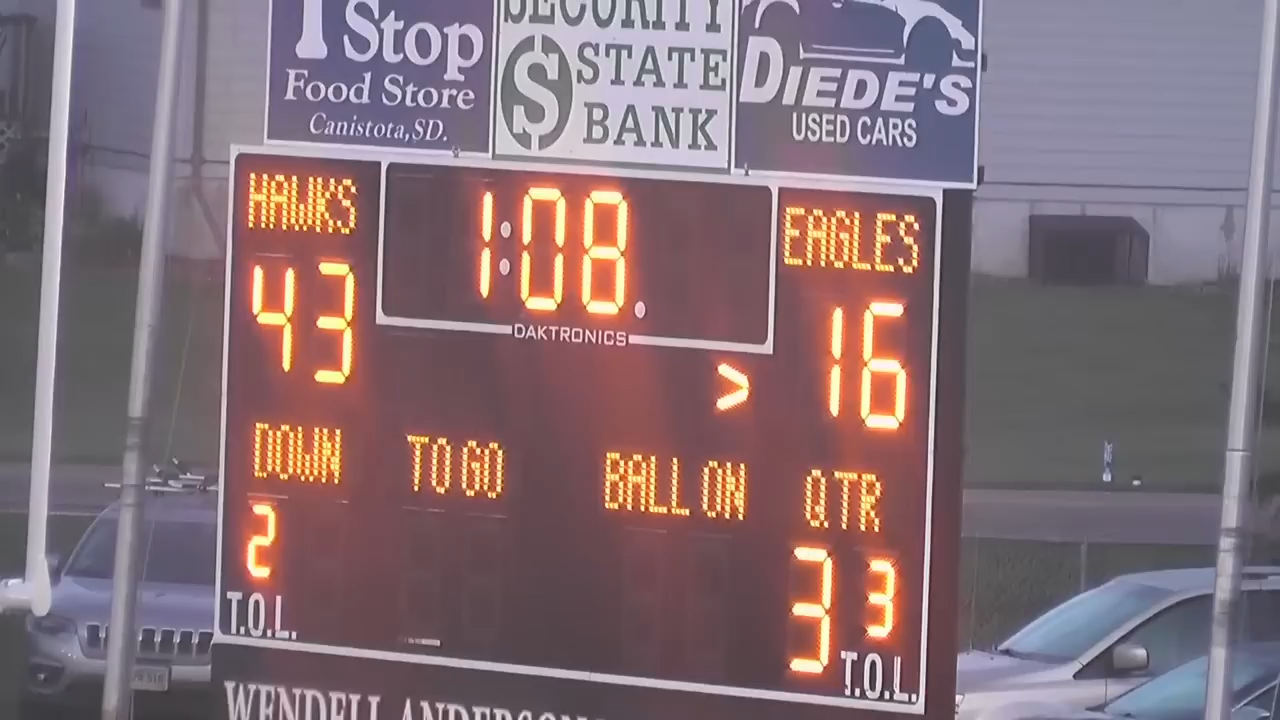 1 Stop
Food Store
Canistota, SD.
SECURITY
STATE
BANK
DIEDE'S
USED CARS
HAWKS
1:08
EAGLES
43
DAKTRONICS
>
16
DOWN
TO GO
BALL ON
QTR
2
3
3
T.O.L.
T.O.L.
WENDELL ANDERSON